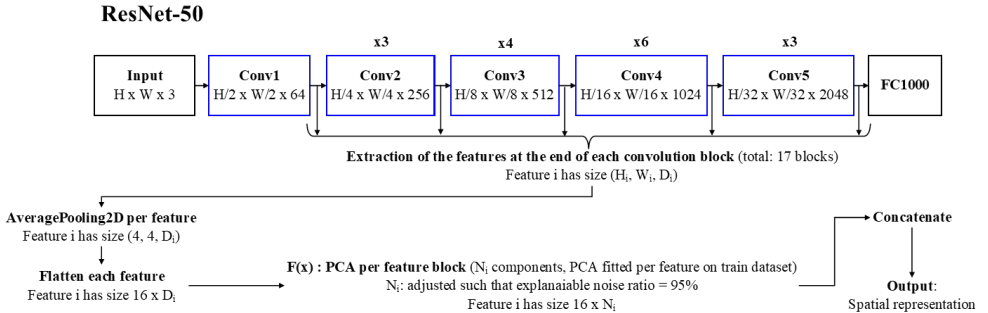 ResNet-50
x3
x4
x6
x3
Input
H x W x 3
Conv1
H/2 x W/2 x 64
Conv2
H/4 x W/4 x 256
Conv3
H/8 x W/8 x 512
Conv4
H/16 x W/16 x 1024
Conv5
H/32 x W/32 x 2048
FC1000
Extraction of the features at the end of each convolution block (total: 17 blocks)
Feature i has size (Hᵢ, Wᵢ, Dᵢ)
AveragePooling2D per feature
Feature i has size (4, 4, Dᵢ)
Flatten each feature
Feature i has size 16 x Dᵢ
F(x) : PCA per feature block (Nᵢ components, PCA fitted per feature on train dataset)
Nᵢ: adjusted such that explanaiable noise ratio = 95%
Feature i has size 16 x Nᵢ
Concatenate
Output:
Spatial representation